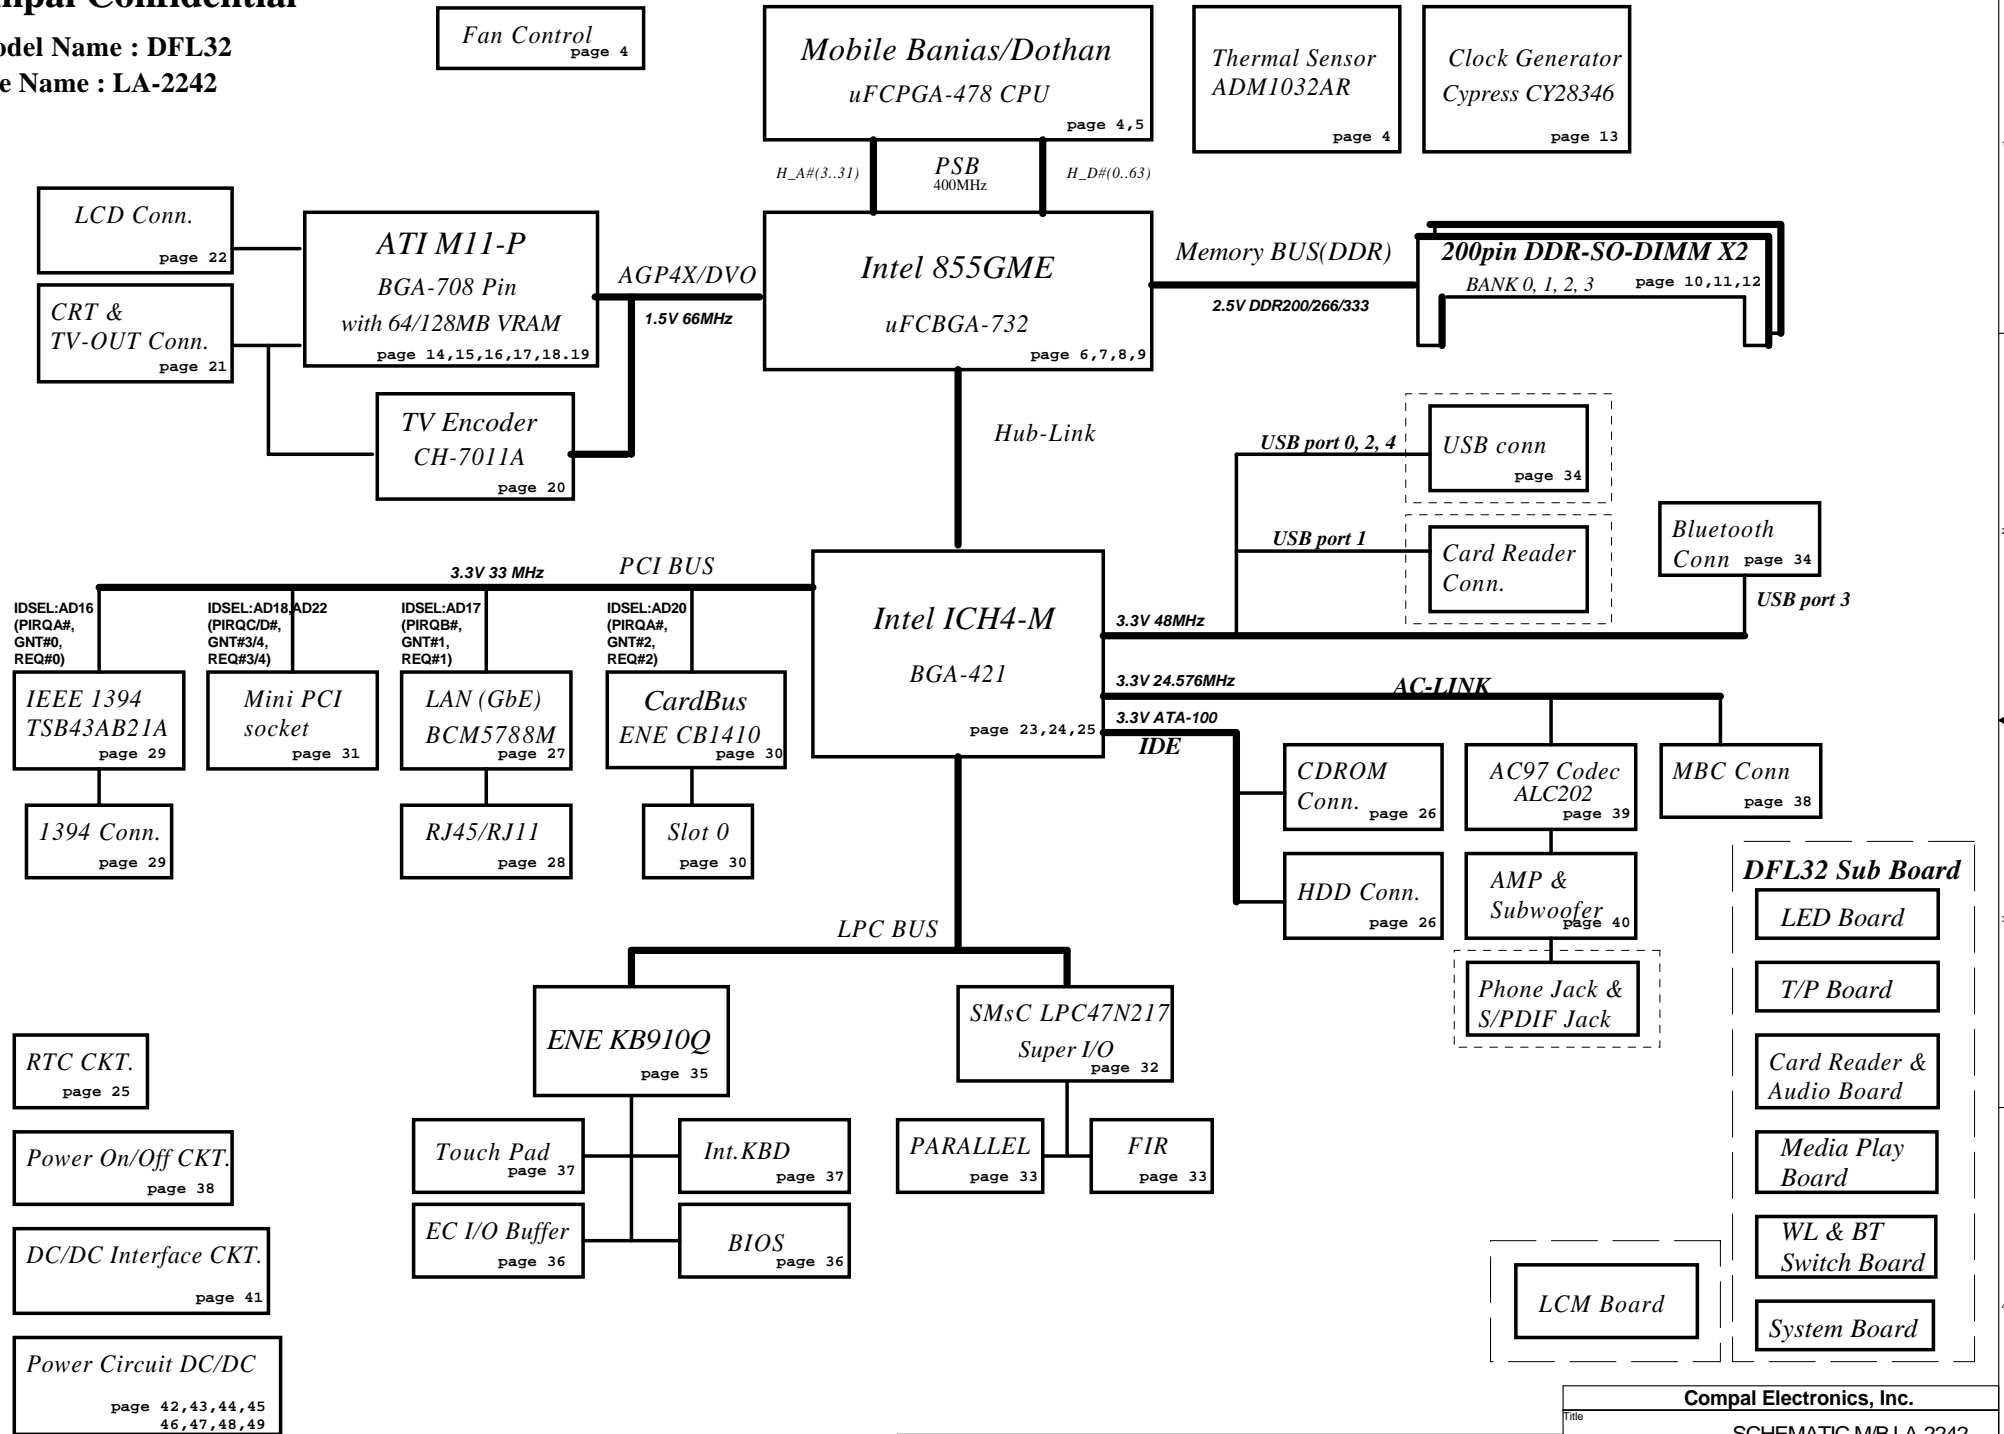 mpal Confidential
odel Name : DFL32
e Name : LA-2242
Fan Control
page 4
Mobile Banias/Dothan
uFCPGA-478 CPU
page 4,5
Thermal Sensor
ADM1032AR
page 4
Clock Generator
Cypress CY28346
page 13
H_A#(3..31)
PSB
400MHz
H_D#(0..63)
LCD Conn.
page 22
CRT &
TV-OUT Conn.
page 21
ATI M11-P
BGA-708 Pin
with 64/128MB VRAM
page 14,15,16,17,18.19
AGP4X/DVO
1.5V 66MHz
Intel 855GME
uFCBGA-732
page 6,7,8,9
Memory BUS(DDR)
2.5V DDR200/266/333
200pin DDR-SO-DIMM X2
BANK 0, 1, 2, 3
page 10,11,12
TV Encoder
CH-7011A
page 20
Hub-Link
USB port 0, 2, 4
USB conn
page 34
USB port 1
Card Reader
Conn.
Bluetooth
Conn
page 34
USB port 3
3.3V 33 MHz
PCI BUS
IDSEL:AD16
(PIRQA#,
GNT#0,
REQ#0)
IDSEL:AD18,AD22
(PIRQC/D#,
GNT#3/4,
REQ#3/4)
IDSEL:AD17
(PIRQB#,
GNT#1,
REQ#1)
IDSEL:AD20
(PIRQA#,
GNT#2,
REQ#2)
Intel ICH4-M
BGA-421
page 23,24,25
3.3V 48MHz
3.3V 24.576MHz
AC-LINK
3.3V ATA-100
IDE
IEEE 1394
TSB43AB21A
page 29
Mini PCI
socket
page 31
LAN (GbE)
BCM5788M
page 27
CardBus
ENE CB1410
page 30
1394 Conn.
page 29
RJ45/RJ11
page 28
Slot 0
page 30
CDROM
Conn.
page 26
AC97 Codec
ALC202
page 39
MBC Conn
page 38
HDD Conn.
page 26
AMP &
Subwoofer
page 40
Phone Jack &
S/PDIF Jack
LPC BUS
ENE KB910Q
page 35
SMsC LPC47N217
Super I/O
page 32
Touch Pad
page 37
Int.KBD
page 37
EC I/O Buffer
page 36
BIOS
page 36
PARALLEL
page 33
FIR
page 33
RTC CKT.
page 25
Power On/Off CKT.
page 38
DC/DC Interface CKT.
page 41
Power Circuit DC/DC
page 42,43,44,45
46,47,48,49
DFL32 Sub Board
LED Board
T/P Board
Card Reader &
Audio Board
Media Play
Board
WL & BT
Switch Board
System Board
LCM Board
Compal Electronics, Inc.
Title
SCHEMATIC M/B LA-2242